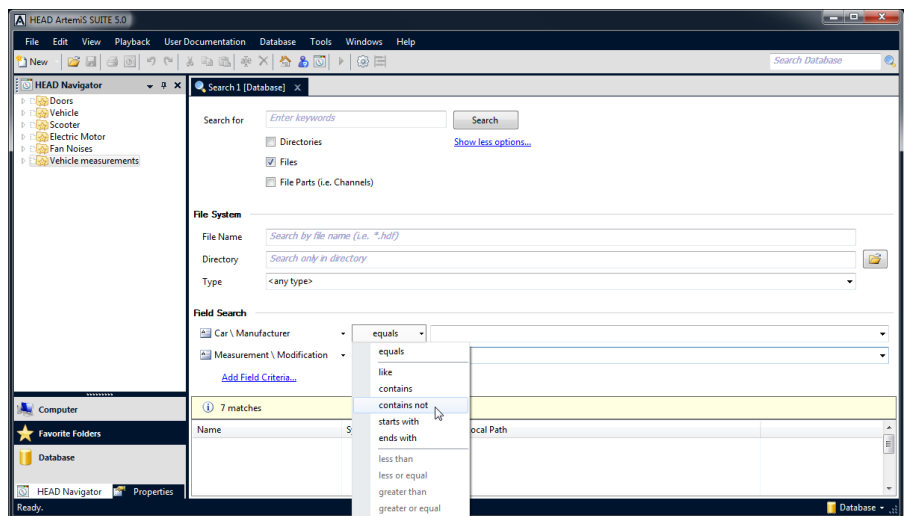 HEAD ArtemiS SUITE 5.0
File Edit View Playback User Documentation Database Tools Windows Help
New Search Database
HEAD Navigator
Search 1 [Database]
Doors
Vehicle
Scooter
Electric Motor
Fan Noises
Vehicle measurements
Search for Enter keywords Search
Directories Show less options...
Files
File Parts (i.e. Channels)
File System
File Name Search by file name (i.e. *.hdf)
Directory Search only in directory
Type <any type>
Field Search
Car \ Manufacturer equals
Measurement \ Modification
Add Field Criteria...
equals
like
contains
contains not
starts with
ends with
less than
less or equal
greater than
greater or equal
7 matches
Name ocal Path
Computer
Favorite Folders
Database
HEAD Navigator Properties
Ready. Database